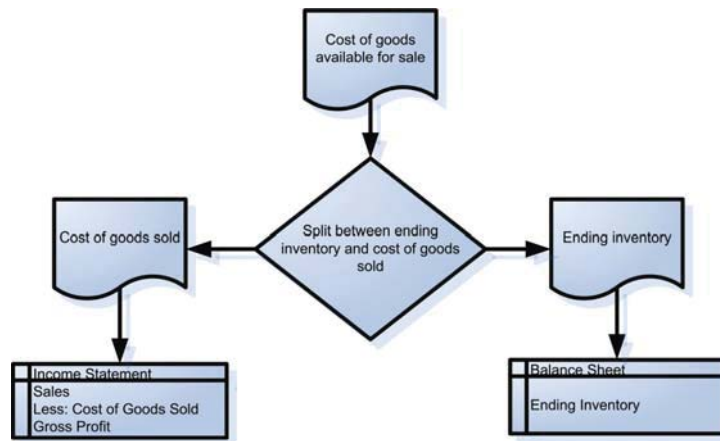 Cost of goods
available for sale
Split between ending
inventory and cost of goods
sold
Cost of goods sold
Ending inventory
Income Statement
Sales
Less: Cost of Goods Sold
Gross Profit
Balance Sheet
Ending Inventory